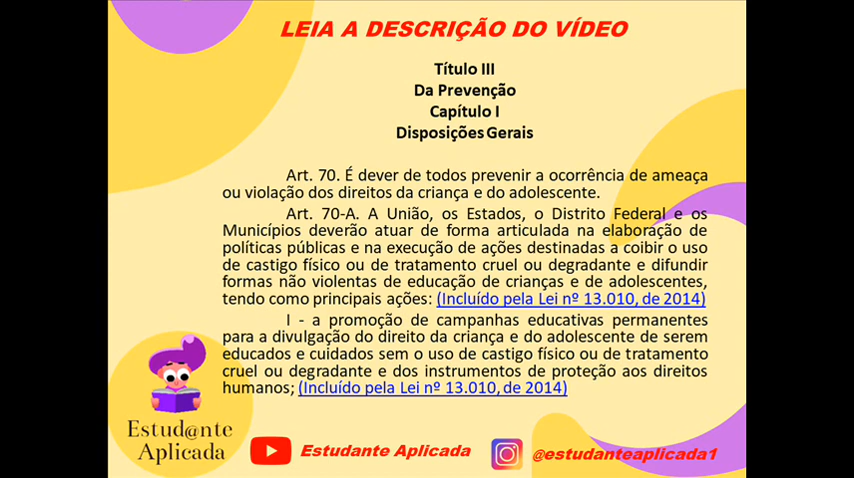 LEIA A DESCRIÇÃO DO VÍDEO
Título III
Da Prevenção
Capítulo I
Disposições Gerais
Art. 70. É dever de todos prevenir a ocorrência de ameaça
ou violação dos direitos da criança e do adolescente.
Art. 70-A. A União, os Estados, o Distrito Federal e os
Municípios deverão atuar de forma articulada na elaboração de
políticas públicas e na execução de ações destinadas a coibir o uso
de castigo físico ou de tratamento cruel ou degradante e difundir
formas não violentas de educação de crianças e de adolescentes,
tendo como principais ações: (Incluído pela Lei nº 13.010, de 2014)
I - a promoção de campanhas educativas permanentes
para a divulgação do direito da criança e do adolescente de serem
educados e cuidados sem o uso de castigo físico ou de tratamento
cruel ou degradante e dos instrumentos de proteção aos direitos
humanos; (Incluído pela Lei nº 13.010, de 2014)
Estud@nte
Aplicada
Estudante Aplicada
@estudanteaplicada1